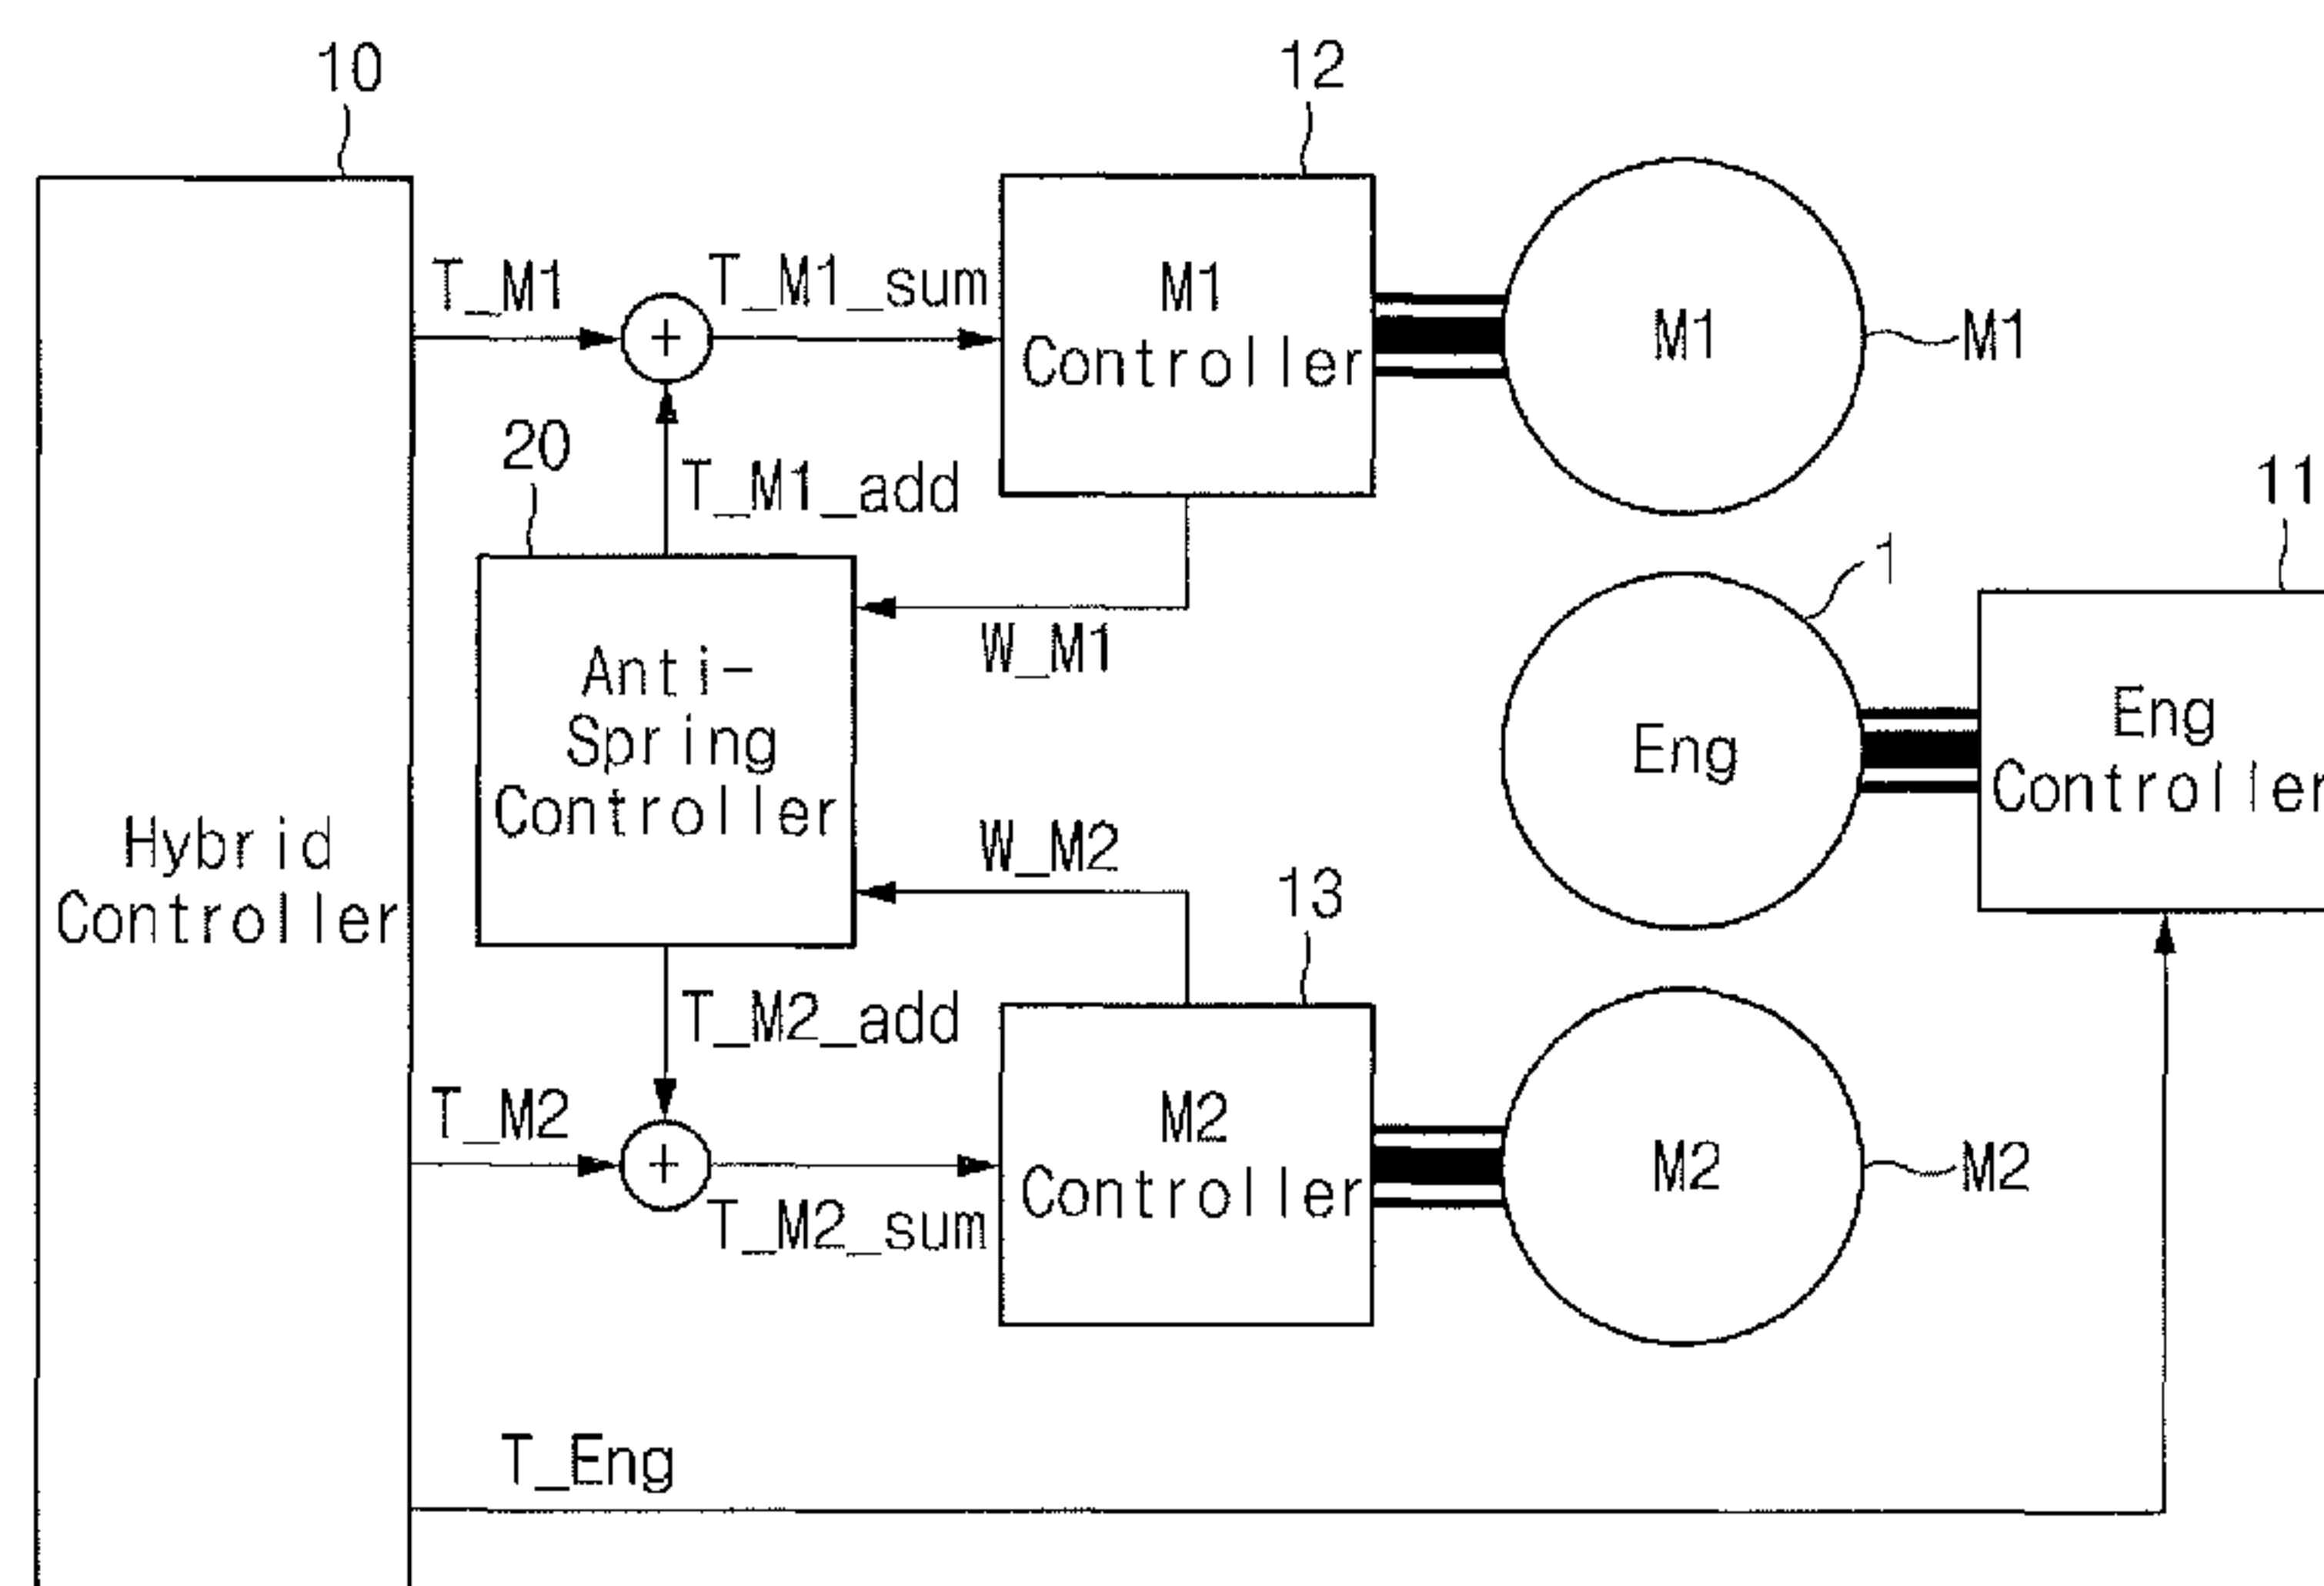 10
12
T_M1
T_M1_sum
M1
Controller
M1
M1
20
T_M1_add
11
1
W_M1
Anti-
Spring
Controller
Eng
Eng
Controller
Hybrid
Controller
W_M2
13
T_M2_add
T_M2
M2
Controller
M2
M2
T_M2_sum
T_Eng